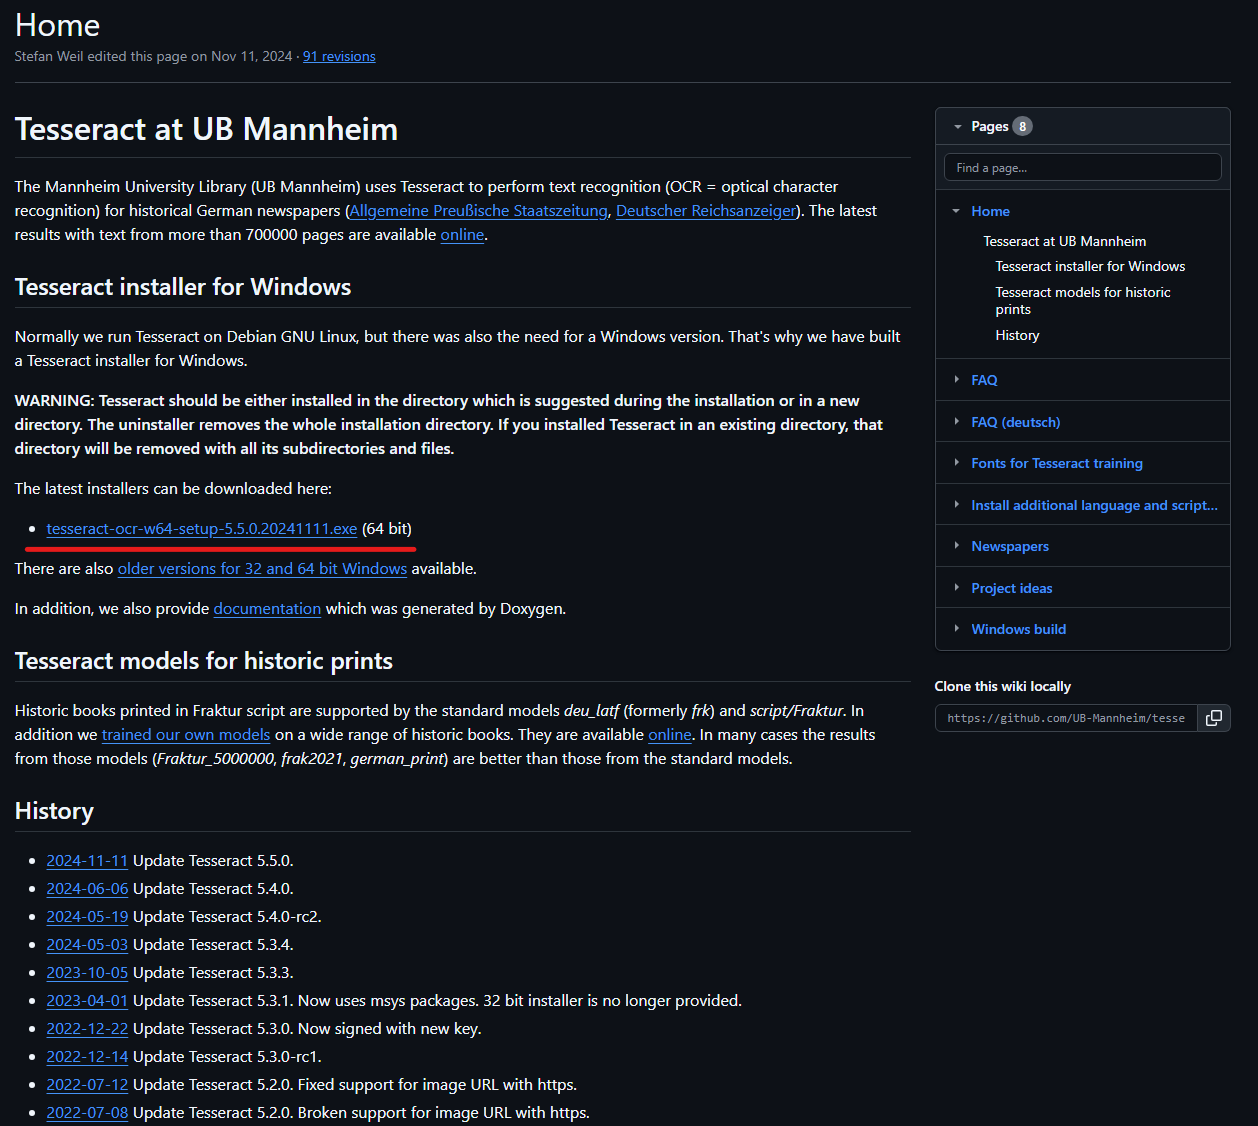 Home
Stefan Weil edited this page on Nov 11, 2024 · 91 revisions
Tesseract at UB Mannheim
The Mannheim University Library (UB Mannheim) uses Tesseract to perform text recognition (OCR = optical character
recognition) for historical German newspapers (Allgemeine Preußische Staatszeitung, Deutscher Reichsanzeiger). The latest
results with text from more than 700000 pages are available online.
Tesseract installer for Windows
Normally we run Tesseract on Debian GNU Linux, but there was also the need for a Windows version. That's why we have built
a Tesseract installer for Windows.
WARNING: Tesseract should be either installed in the directory which is suggested during the installation or in a new
directory. The uninstaller removes the whole installation directory. If you installed Tesseract in an existing directory, that
directory will be removed with all its subdirectories and files.
The latest installers can be downloaded here:
• tesseract-ocr-w64-setup-5.5.0.20241111.exe (64 bit)
There are also older versions for 32 and 64 bit Windows available.
In addition, we also provide documentation which was generated by Doxygen.
Tesseract models for historic prints
Historic books printed in Fraktur script are supported by the standard models deu_latf (formerly frk) and script/Fraktur. In
addition we trained our own models on a wide range of historic books. They are available online. In many cases the results
from those models (Fraktur_5000000, frak2021, german_print) are better than those from the standard models.
History
• 2024-11-11 Update Tesseract 5.5.0.
• 2024-06-06 Update Tesseract 5.4.0.
• 2024-05-19 Update Tesseract 5.4.0-rc2.
• 2024-05-03 Update Tesseract 5.3.4.
• 2023-10-05 Update Tesseract 5.3.3.
• 2023-04-01 Update Tesseract 5.3.1. Now uses msys packages. 32 bit installer is no longer provided.
• 2022-12-22 Update Tesseract 5.3.0. Now signed with new key.
• 2022-12-14 Update Tesseract 5.3.0-rc1.
• 2022-07-12 Update Tesseract 5.2.0. Fixed support for image URL with https.
• 2022-07-08 Update Tesseract 5.2.0. Broken support for image URL with https.
Pages 8
Find a page...
Home
Tesseract at UB Mannheim
Tesseract installer for Windows
Tesseract models for historic
prints
History
FAQ
FAQ (deutsch)
Fonts for Tesseract training
Install additional language and script...
Newspapers
Project ideas
Windows build
Clone this wiki locally
https://github.com/UB-Mannheim/tesse